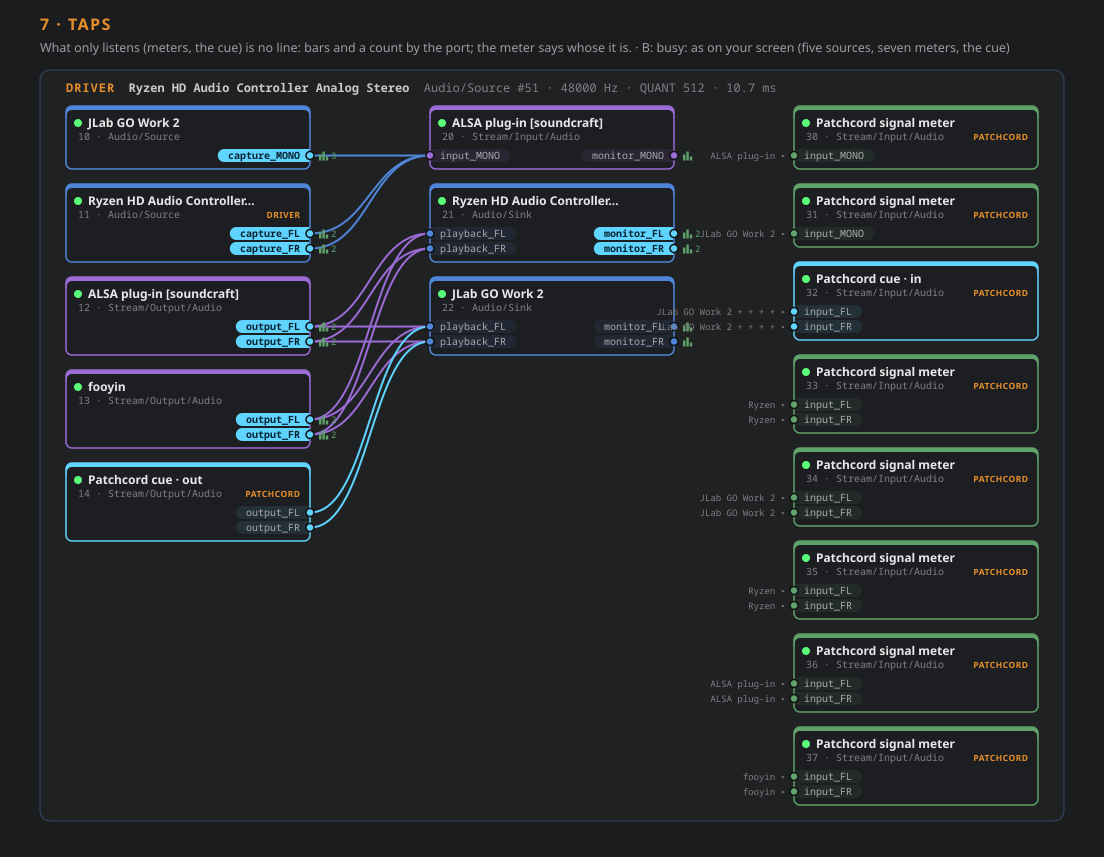 7 · TAPS
What only listens (meters, the cue) is no line: bars and a count by the port; the meter says whose it is. · B: busy: as on your screen (five sources, seven meters, the cue)
DRIVER Ryzen HD Audio Controller Analog Stereo Audio/Source #51 · 48000 Hz · QUANT 512 · 10.7 ms
JLab GO Work 2
10 · Audio/Source
capture_MONO 3
Ryzen HD Audio Controller…
11 · Audio/Source DRIVER
capture_FL 2
capture_FR 2
ALSA plug-in [soundcraft]
12 · Stream/Output/Audio
output_FL 2
output_FR 2
fooyin
13 · Stream/Output/Audio
output_FL 2
output_FR 2
Patchcord cue · out
14 · Stream/Output/Audio PATCHCORD
output_FL
output_FR
ALSA plug-in [soundcraft]
20 · Stream/Input/Audio
input_MONO monitor_MONO
Ryzen HD Audio Controller…
21 · Audio/Sink
playback_FL monitor_FL 2
playback_FR monitor_FR 2
JLab GO Work 2
22 · Audio/Sink
playback_FL monitor_FL
playback_FR monitor_FR
Patchcord signal meter
30 · Stream/Input/Audio PATCHCORD
ALSA plug-in · input_MONO
Patchcord signal meter
31 · Stream/Input/Audio PATCHCORD
JLab GO Work 2 · input_MONO
Patchcord cue · in
32 · Stream/Input/Audio PATCHCORD
JLab GO Work 2 + + + + · input_FL
JLab GO Work 2 + + + + · input_FR
Patchcord signal meter
33 · Stream/Input/Audio PATCHCORD
Ryzen · input_FL
Ryzen · input_FR
Patchcord signal meter
34 · Stream/Input/Audio PATCHCORD
JLab GO Work 2 · input_FL
JLab GO Work 2 · input_FR
Patchcord signal meter
35 · Stream/Input/Audio PATCHCORD
Ryzen · input_FL
Ryzen · input_FR
Patchcord signal meter
36 · Stream/Input/Audio PATCHCORD
ALSA plug-in · input_FL
ALSA plug-in · input_FR
Patchcord signal meter
37 · Stream/Input/Audio PATCHCORD
fooyin · input_FL
fooyin · input_FR